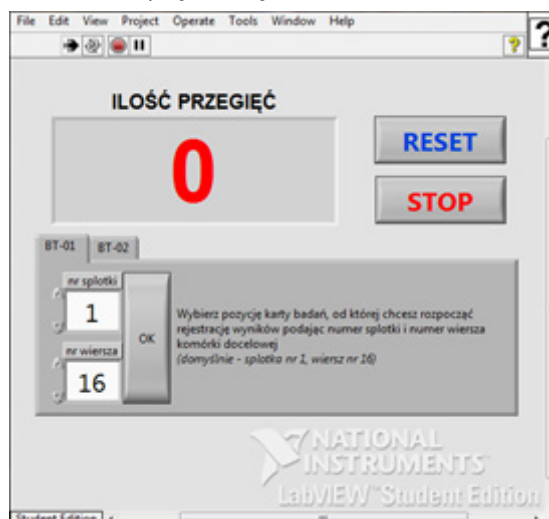 File Edit View Project Operate Tools Window Help
?
?
ILOŚĆ PRZEGIĘĆ
0
RESET
STOP
BT-01 BT-02
nr splotki
1
OK
nr wiersza
16
Wybierz pozycję karty badań, od której chcesz rozpocząć
rejestrację wyników podając numer splotki i numer wiersza
komórki docelowej
(domyślnie - splotka nr 1, wiersz nr 16)
NATIONAL
INSTRUMENTS
LabVIEW Student Edition
Student Edition